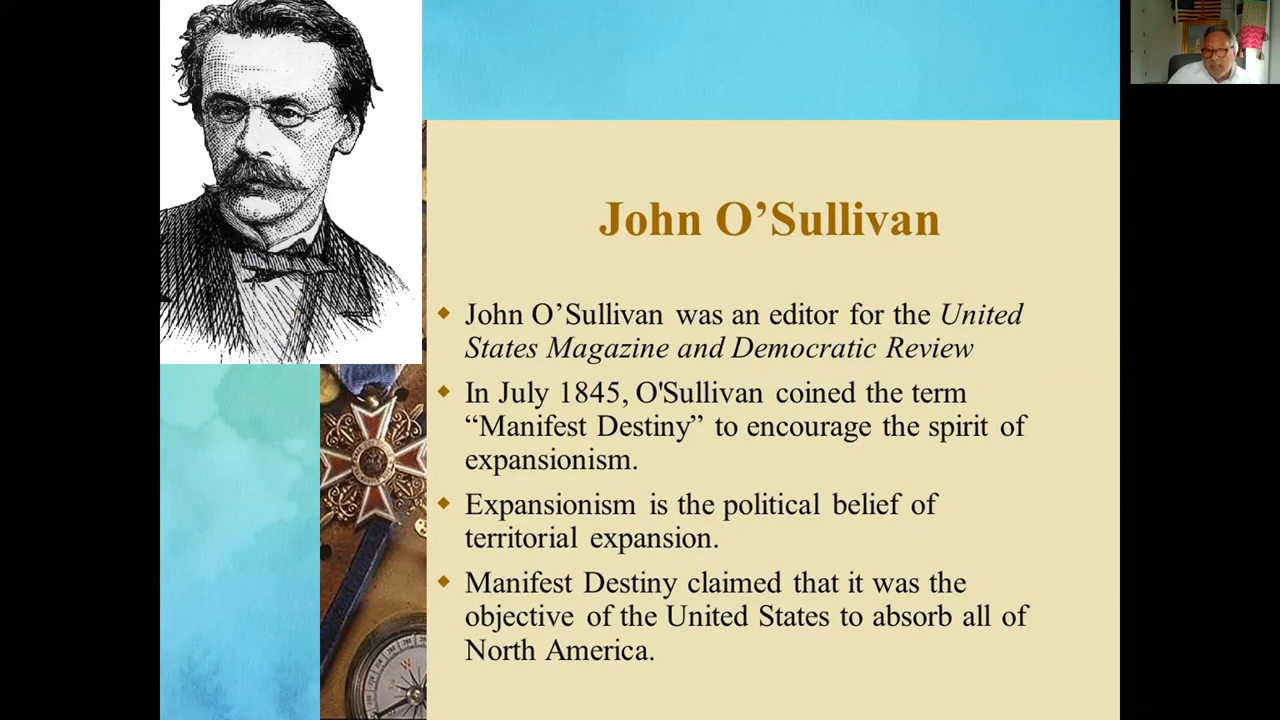 John O’Sullivan
John O’Sullivan was an editor for the United
States Magazine and Democratic Review
In July 1845, O'Sullivan coined the term
“Manifest Destiny” to encourage the spirit of
expansionism.
Expansionism is the political belief of
territorial expansion.
Manifest Destiny claimed that it was the
objective of the United States to absorb all of
North America.